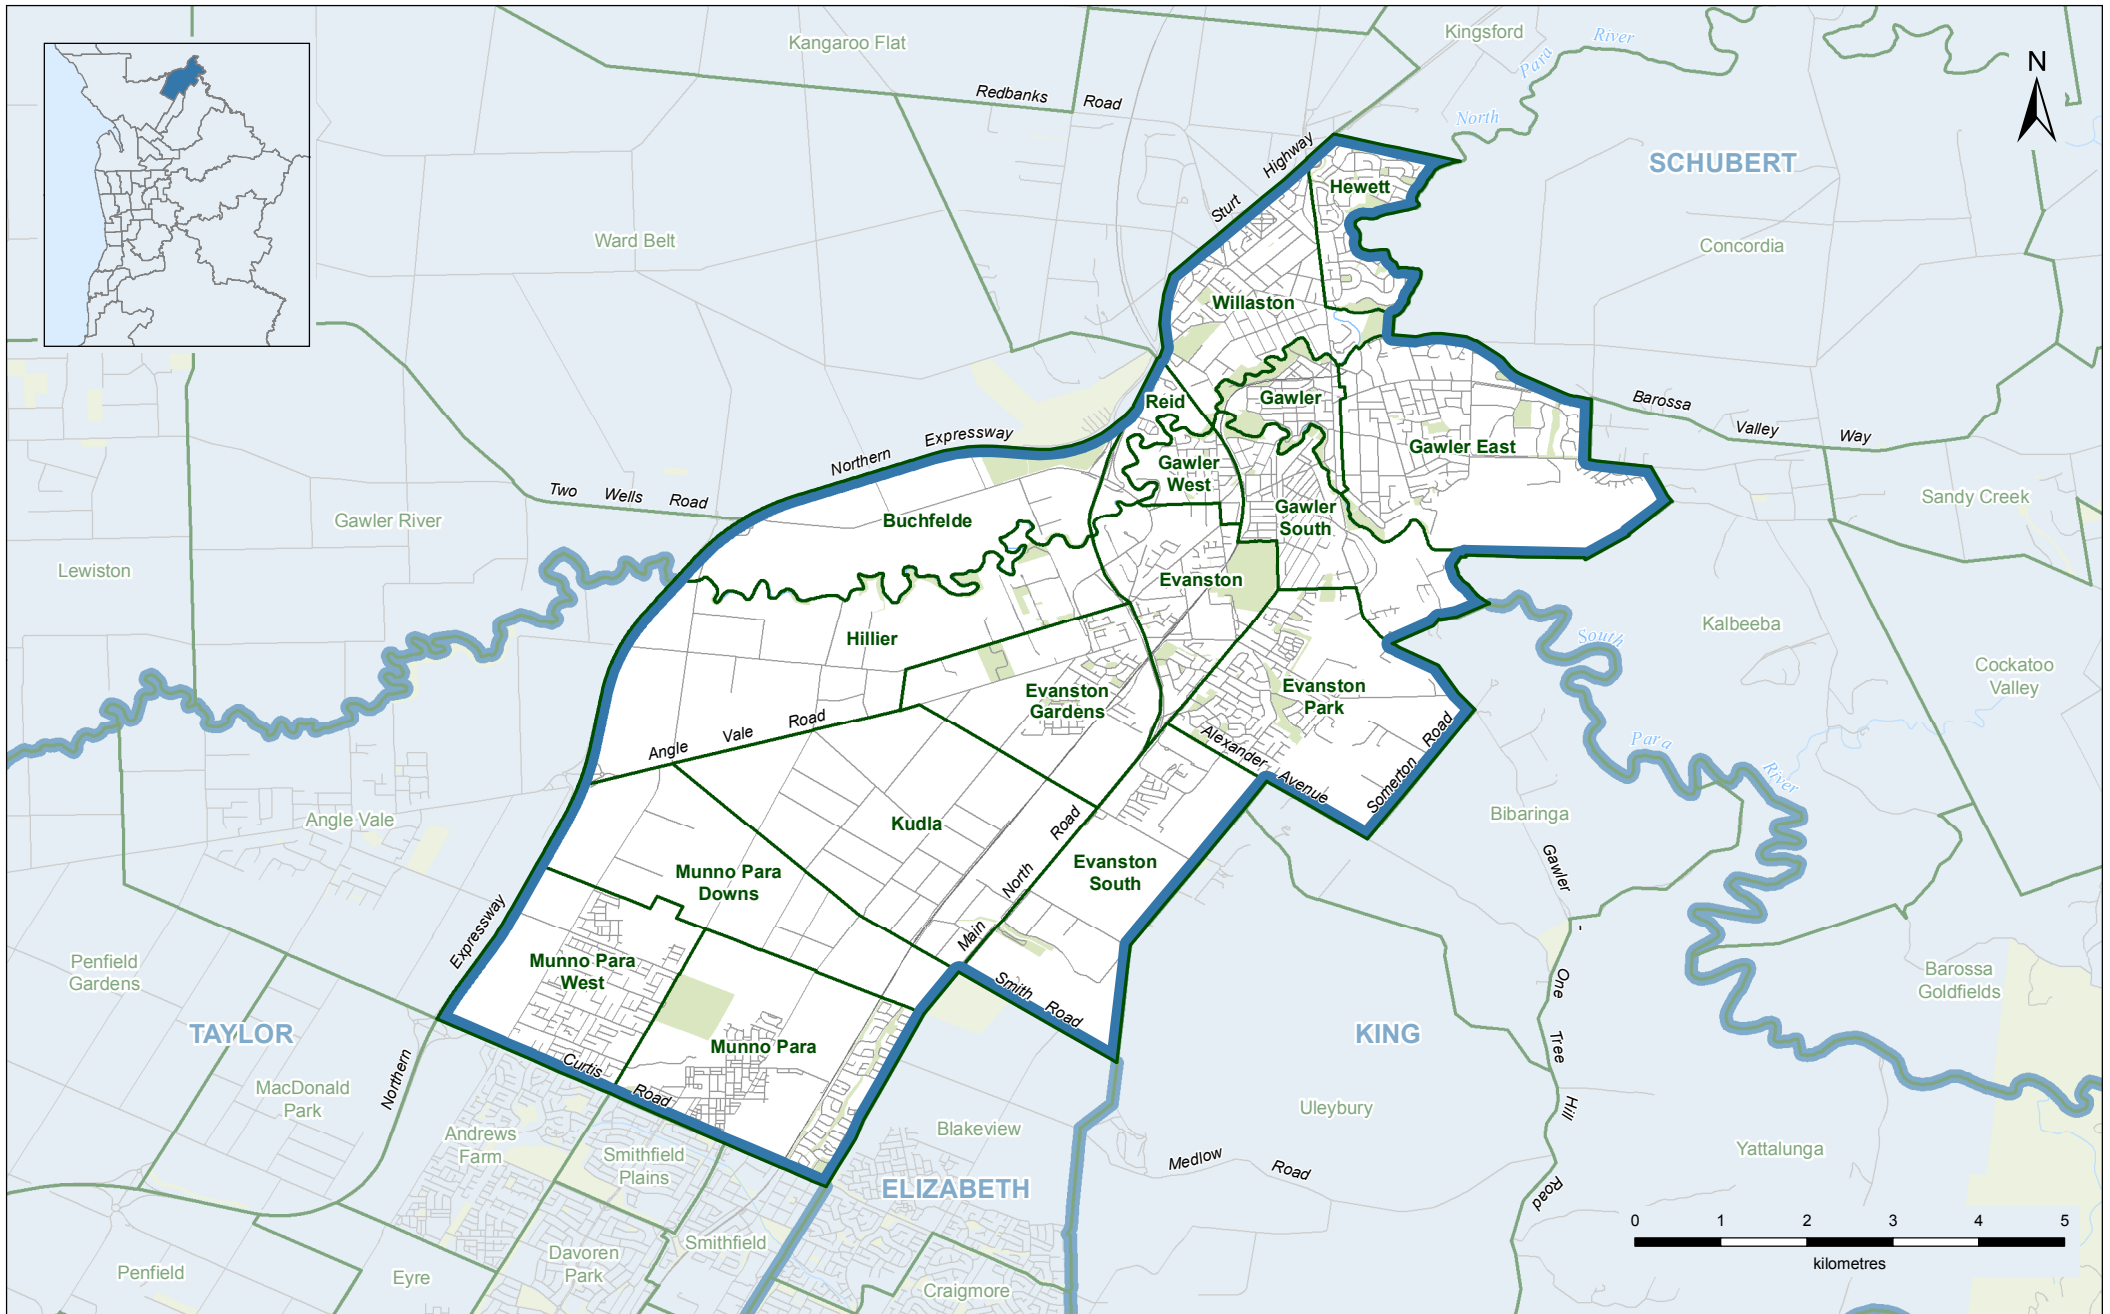 Kangaroo Flat
Kingsford
River
Para
North
N
Redbanks Road
SCHUBERT
Sturt Highway
Hewett
Ward Belt
Concordia
Willaston
Reid
Gawler
Barossa Valley Way
Northern Expressway
Gawler East
Gawler
West
Two Wells Road
Gawler River
Buchfelde
Gawler
South
Sandy Creek
Lewiston
Evanston
Hillier
Kalbeeba
South
Para
River
Cockatoo
Valley
Evanston
Gardens
Evanston
Park
Angle Vale Road
Alexander Avenue
Somerton Road
Angle Vale
Kudla
Bibaringa
Main North Road
Evanston
South
Munno Para
Downs
Gawler - One Tree Hill Road
Northern Expressway
Penfield
Gardens
Munno Para
West
Barossa
Goldfields
Smith Road
TAYLOR
KING
Munno Para
Curtis Road
MacDonald
Park
Uleybury
Andrews
Farm
Blakeview
Smithfield
Plains
Medlow Road
Yattalunga
ELIZABETH
Smithfield
Davoren
Park
Penfield
Eyre
Craigmore
0 1 2 3 4 5
kilometres